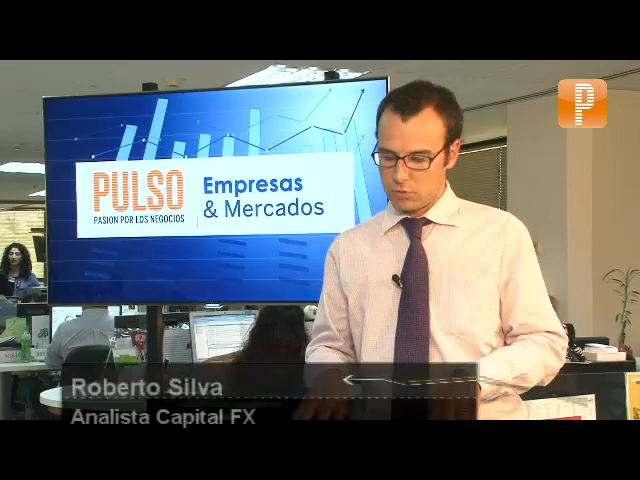 P
PULSO
PASION POR LOS NEGOCIOS
Empresas
& Mercados
Roberto Silva
Analista Capital FX